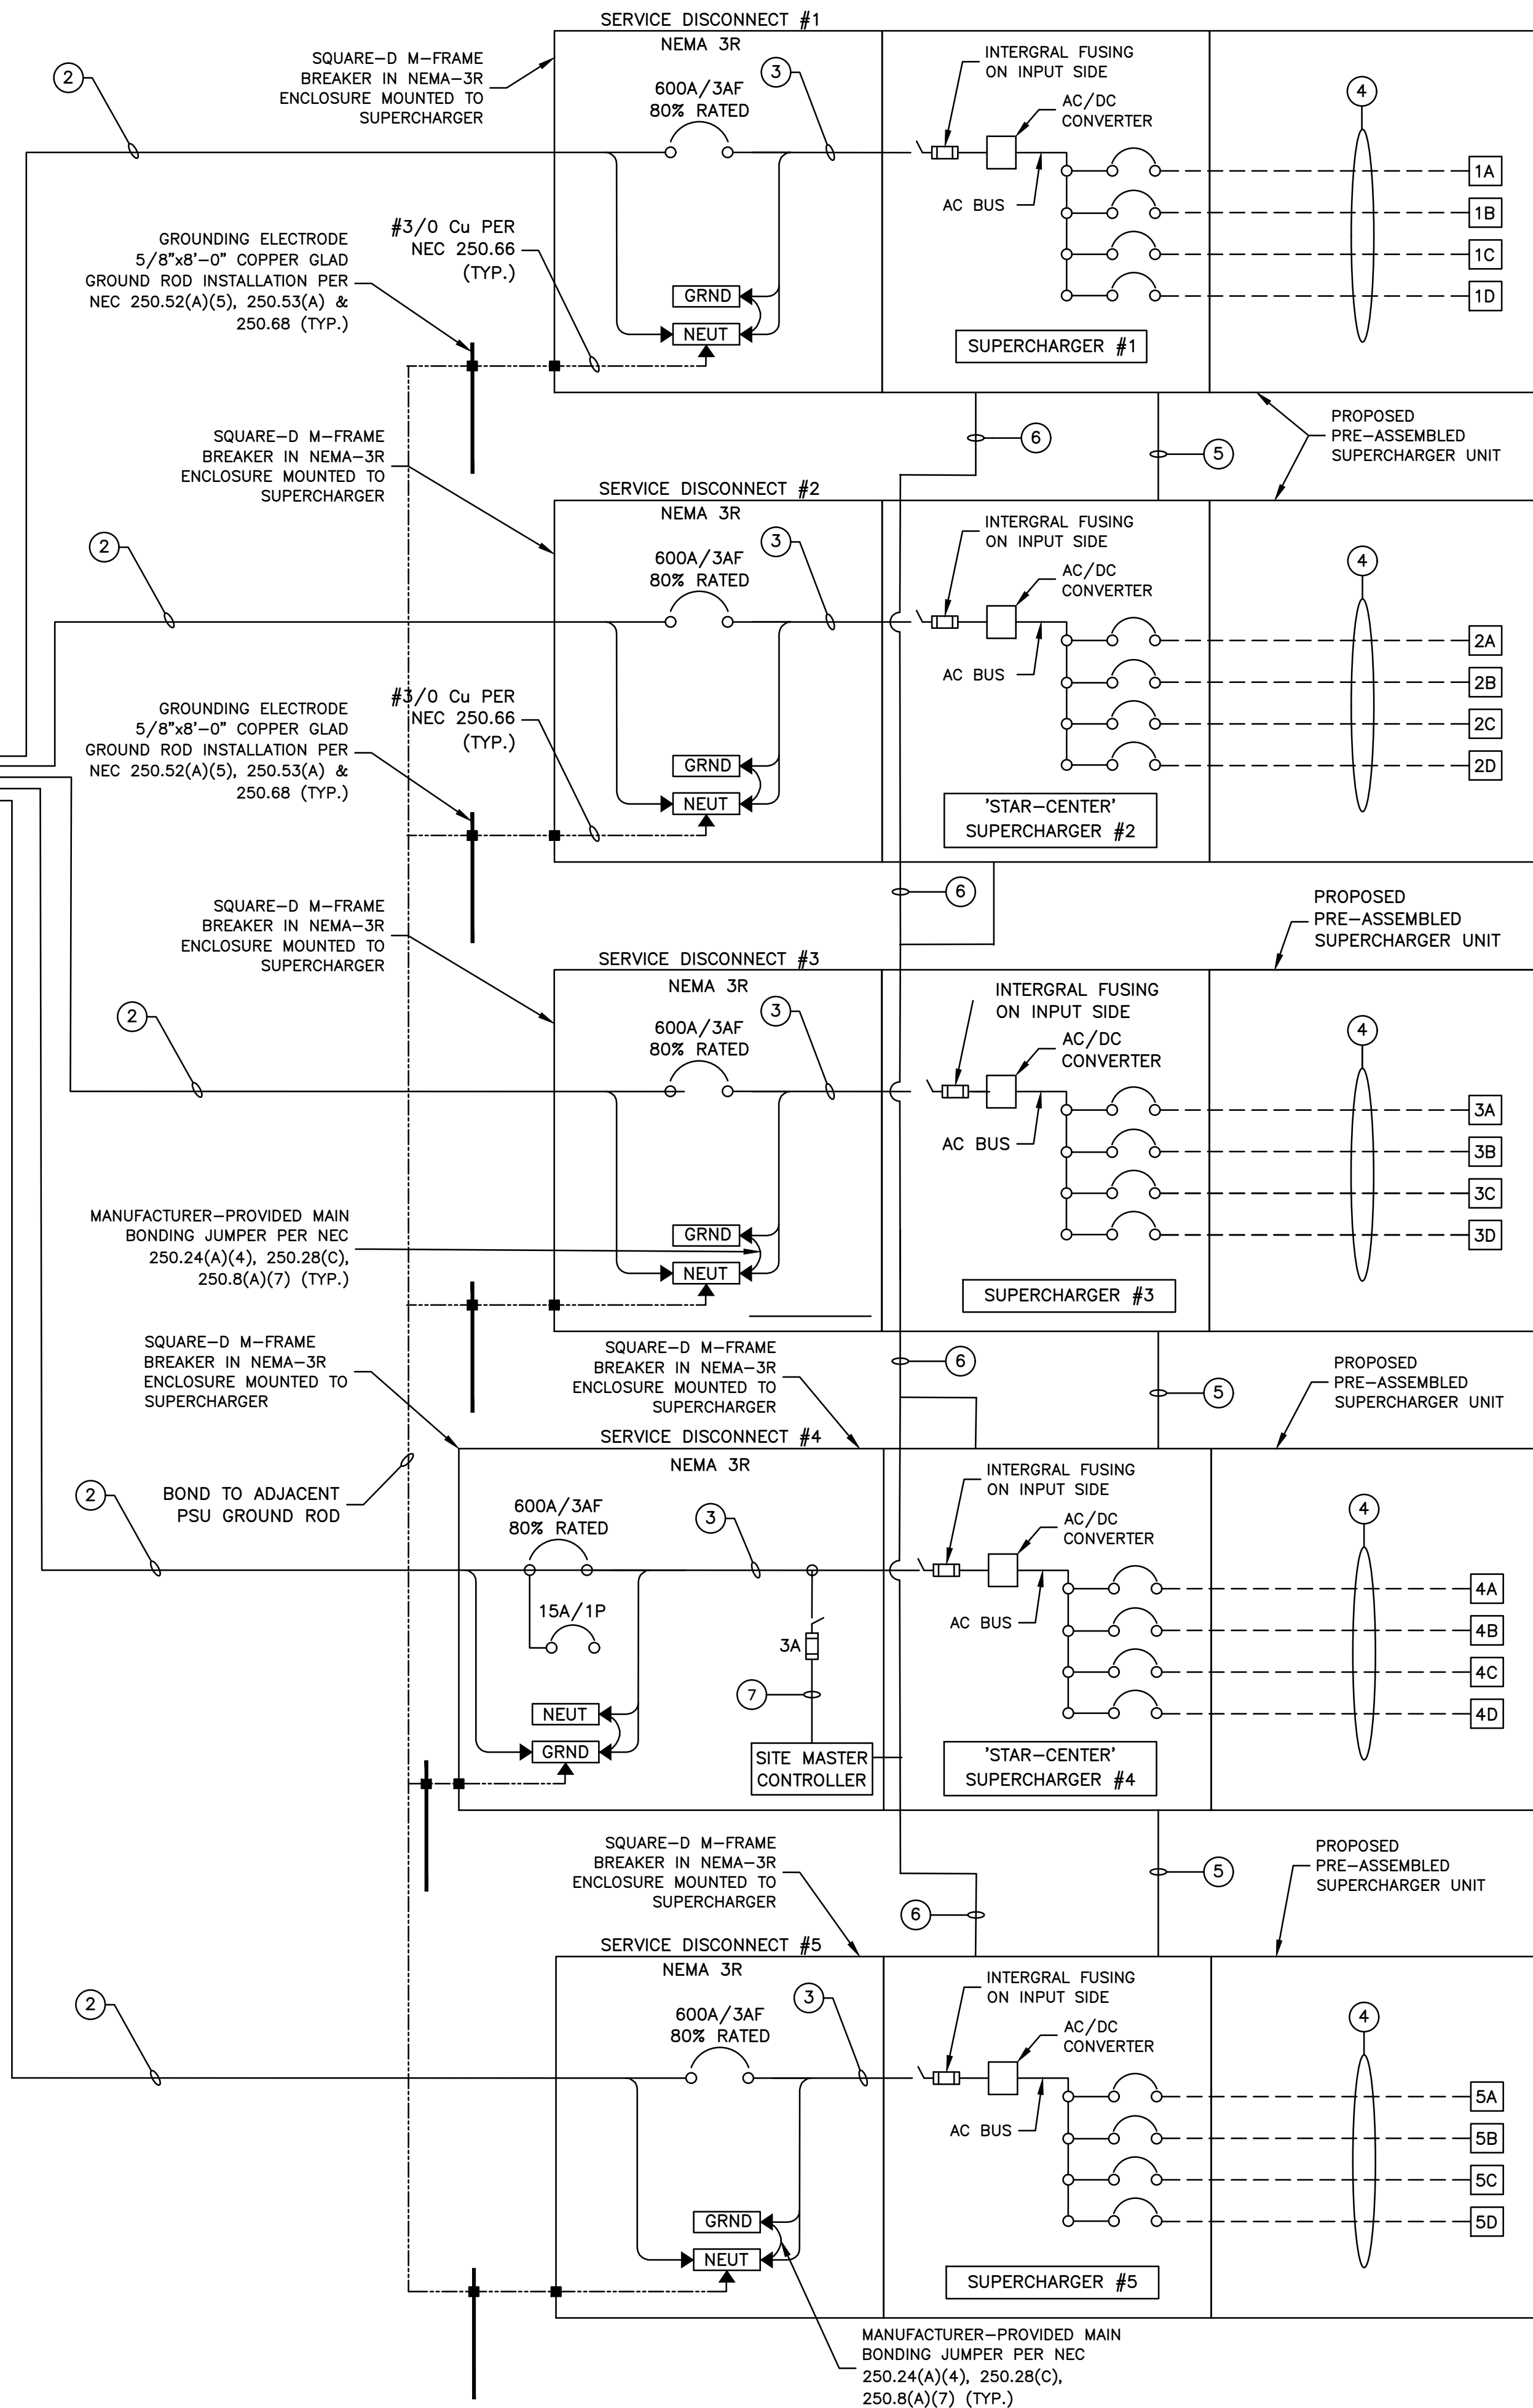 SERVICE DISCONNECT #1
NEMA 3R
SQUARE-D M-FRAME
BREAKER IN NEMA-3R
ENCLOSURE MOUNTED TO
SUPERCHARGER
2
600A/3AF
80% RATED
3
INTERGRAL FUSING
ON INPUT SIDE
AC/DC
CONVERTER
AC BUS
4
1A
1B
1C
1D
#3/0 Cu PER
NEC 250.66
(TYP.)
GROUNDING ELECTRODE
5/8"x8'-0" COPPER GLAD
GROUND ROD INSTALLATION PER
NEC 250.52(A)(5), 250.53(A) &
250.68 (TYP.)
GRND
NEUT
SUPERCHARGER #1
6
5
PROPOSED
PRE-ASSEMBLED
SUPERCHARGER UNIT
SQUARE-D M-FRAME
BREAKER IN NEMA-3R
ENCLOSURE MOUNTED TO
SUPERCHARGER
SERVICE DISCONNECT #2
NEMA 3R
2
600A/3AF
80% RATED
3
INTERGRAL FUSING
ON INPUT SIDE
AC/DC
CONVERTER
AC BUS
4
2A
2B
2C
2D
#3/0 Cu PER
NEC 250.66
(TYP.)
GROUNDING ELECTRODE
5/8"x8'-0" COPPER GLAD
GROUND ROD INSTALLATION PER
NEC 250.52(A)(5), 250.53(A) &
250.68 (TYP.)
GRND
NEUT
'STAR-CENTER'
SUPERCHARGER #2
6
PROPOSED
PRE-ASSEMBLED
SUPERCHARGER UNIT
SQUARE-D M-FRAME
BREAKER IN NEMA-3R
ENCLOSURE MOUNTED TO
SUPERCHARGER
SERVICE DISCONNECT #3
NEMA 3R
2
600A/3AF
80% RATED
3
INTERGRAL FUSING
ON INPUT SIDE
AC/DC
CONVERTER
AC BUS
4
3A
3B
3C
3D
MANUFACTURER-PROVIDED MAIN
BONDING JUMPER PER NEC
250.24(A)(4), 250.28(C),
250.8(A)(7) (TYP.)
GRND
NEUT
SUPERCHARGER #3
SQUARE-D M-FRAME
BREAKER IN NEMA-3R
ENCLOSURE MOUNTED TO
SUPERCHARGER
SQUARE-D M-FRAME
BREAKER IN NEMA-3R
ENCLOSURE MOUNTED TO
SUPERCHARGER
6
5
PROPOSED
PRE-ASSEMBLED
SUPERCHARGER UNIT
SERVICE DISCONNECT #4
NEMA 3R
2
BOND TO ADJACENT
PSU GROUND ROD
600A/3AF
80% RATED
3
15A/1P
3A
7
INTERGRAL FUSING
ON INPUT SIDE
AC/DC
CONVERTER
AC BUS
4
4A
4B
4C
4D
NEUT
GRND
SITE MASTER
CONTROLLER
'STAR-CENTER'
SUPERCHARGER #4
SQUARE-D M-FRAME
BREAKER IN NEMA-3R
ENCLOSURE MOUNTED TO
SUPERCHARGER
6
5
PROPOSED
PRE-ASSEMBLED
SUPERCHARGER UNIT
SERVICE DISCONNECT #5
NEMA 3R
2
600A/3AF
80% RATED
3
INTERGRAL FUSING
ON INPUT SIDE
AC/DC
CONVERTER
AC BUS
4
5A
5B
5C
5D
GRND
NEUT
SUPERCHARGER #5
MANUFACTURER-PROVIDED MAIN
BONDING JUMPER PER NEC
250.24(A)(4), 250.28(C),
250.8(A)(7) (TYP.)